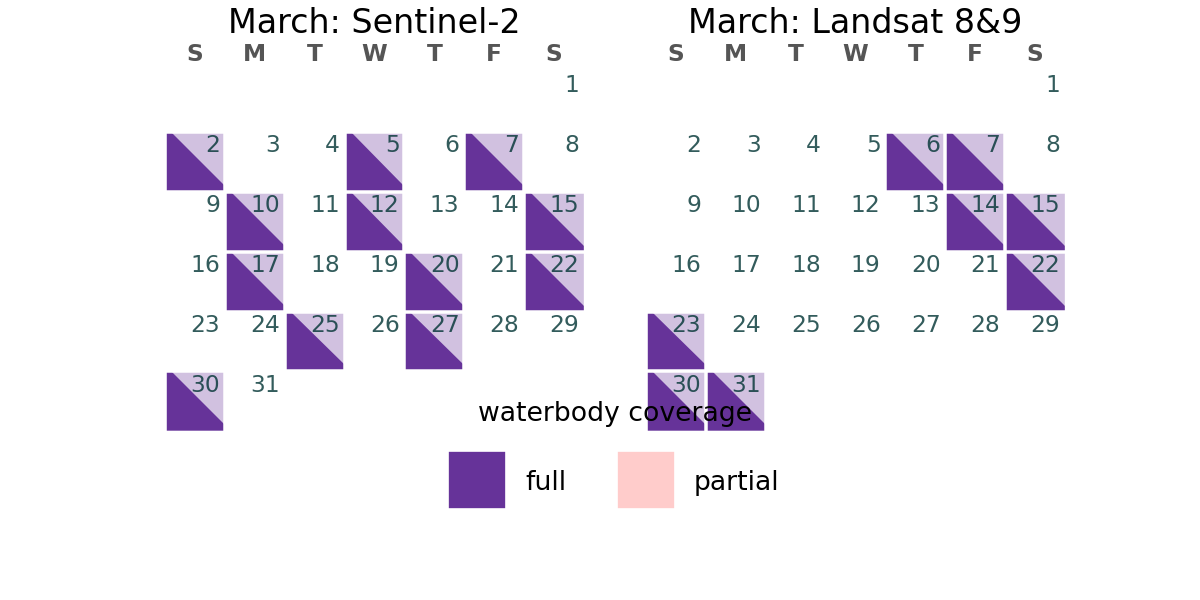 March: Sentinel-2
S M T W T F S
1
2 3 4 5 6 7 8
9 10 11 12 13 14 15
16 17 18 19 20 21 22
23 24 25 26 27 28 29
30 31
March: Landsat 8&9
S M T W T F S
1
2 3 4 5 6 7 8
9 10 11 12 13 14 15
16 17 18 19 20 21 22
23 24 25 26 27 28 29
30 31
waterbody coverage
full partial